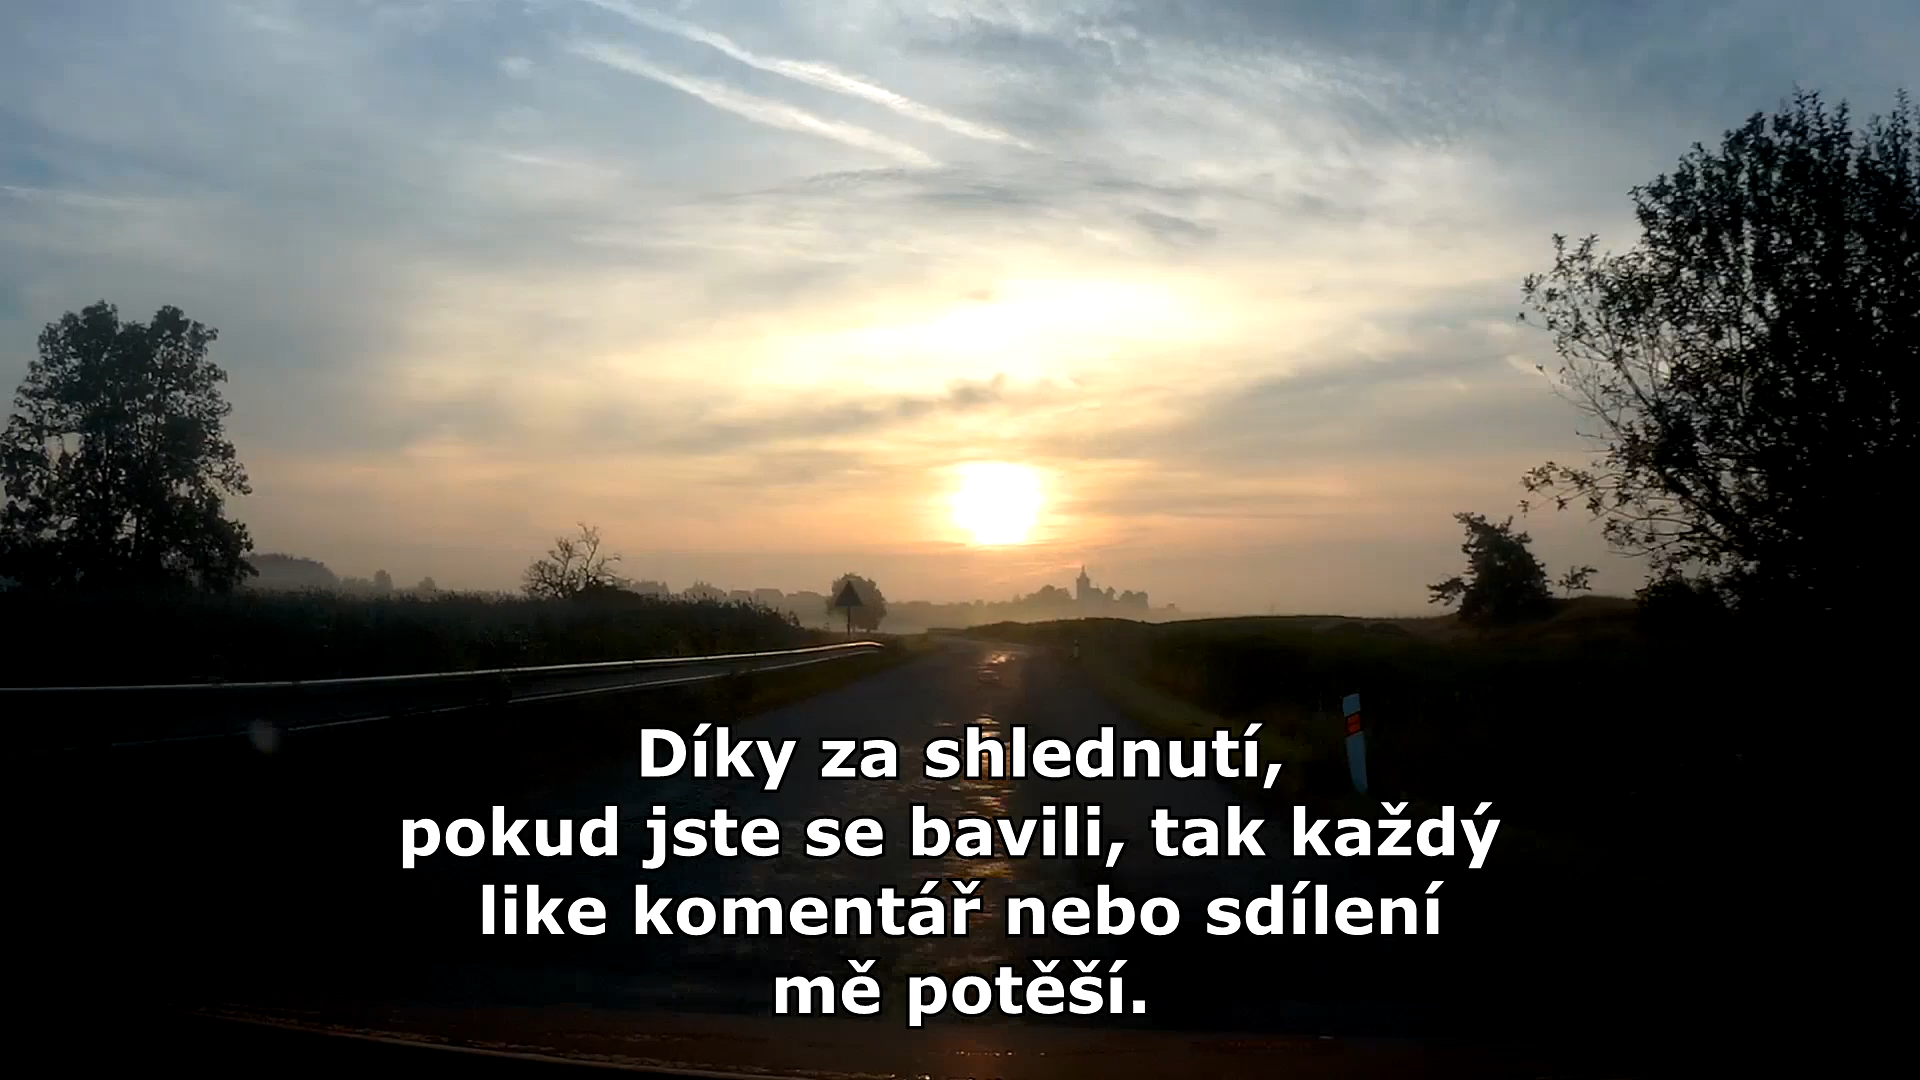 Díky za shlednutí,
pokud jste se bavili, tak každý
like komentář nebo sdílení
mě potěší.